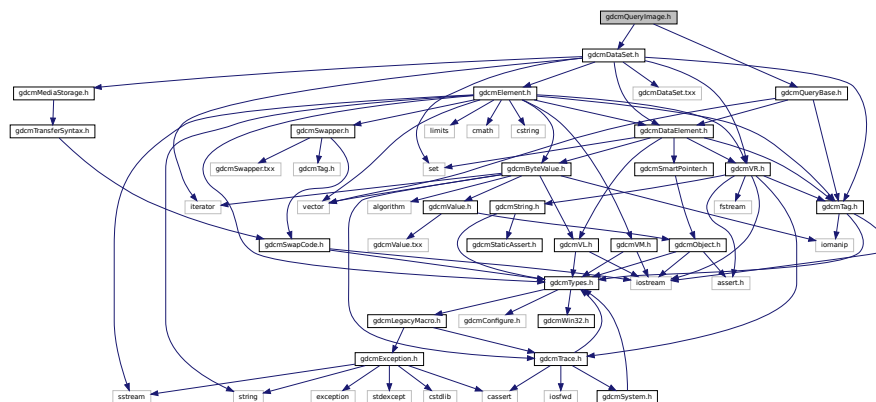 gdcmQueryImage.h
gdcmDataSet.h
gdcmMediaStorage.h
gdcmElement.h
gdcmDataSet.txx
gdcmQueryBase.h
gdcmTransferSyntax.h
gdcmSwapper.h
limits
cmath
cstring
gdcmDataElement.h
gdcmSwapper.txx
gdcmTag.h
set
gdcmByteValue.h
gdcmSmartPointer.h
gdcmVR.h
iterator
vector
algorithm
gdcmValue.h
gdcmString.h
fstream
gdcmTag.h
gdcmSwapCode.h
gdcmValue.txx
gdcmStaticAssert.h
gdcmVL.h
gdcmVM.h
gdcmObject.h
iomanip
gdcmTypes.h
iostream
assert.h
gdcmLegacyMacro.h
gdcmConfigure.h
gdcmWin32.h
gdcmException.h
gdcmTrace.h
sstream
string
exception
stdexcept
cstdlib
cassert
iosfwd
gdcmSystem.h